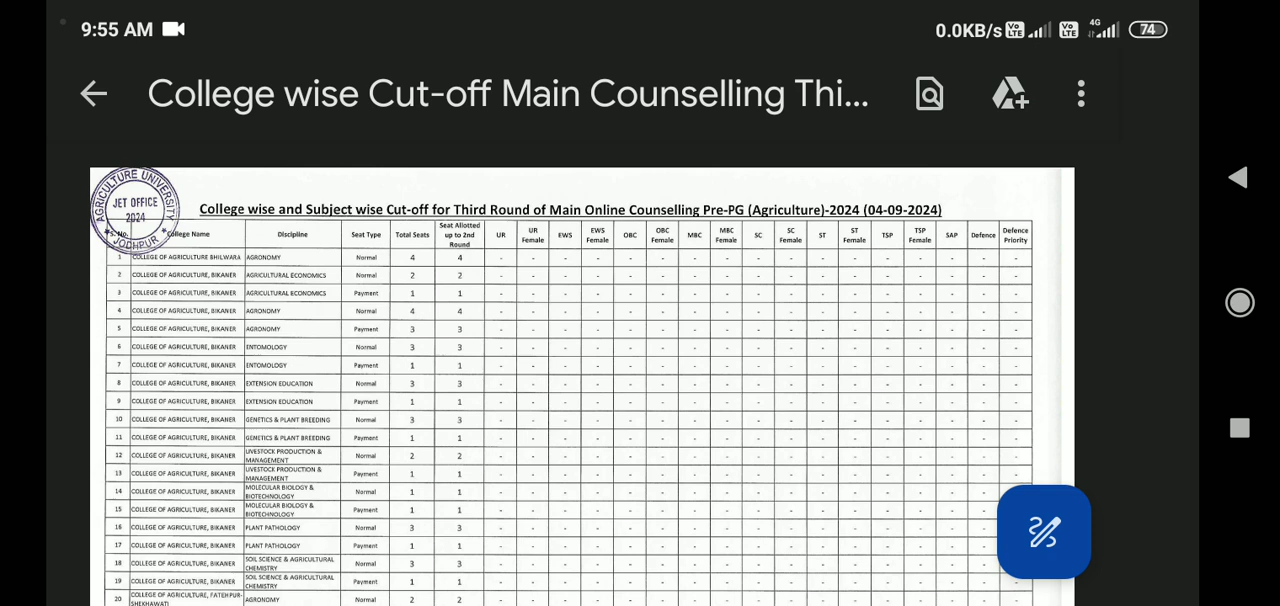 9:55 AM
0.0KB/s Vo LTE Vo LTE 4G 74
College wise Cut-off Main Counselling Thi...
AGRICULTURE UNIVERSITY
JET OFFICE
2024
JODHPUR
College wise and Subject wise Cut-off for Third Round of Main Online Counselling Pre-PG (Agriculture)-2024 (04-09-2024)
S. No. College Name Discipline Seat Type Total Seats Seat Allotted up to 2nd Round UR UR Female EWS EWS Female OBC OBC Female MBC MBC Female SC SC Female ST ST Female TSP TSP Female SAP Defence Defence Priority
1 COLLEGE OF AGRICULTURE BHILWARA AGRONOMY Normal 4 4 - - - - - - - - - - - - - - - - -
2 COLLEGE OF AGRICULTURE, BIKANER AGRICULTURAL ECONOMICS Normal 2 2 - - - - - - - - - - - - - - - - -
3 COLLEGE OF AGRICULTURE, BIKANER AGRICULTURAL ECONOMICS Payment 1 1 - - - - - - - - - - - - - - - - -
4 COLLEGE OF AGRICULTURE, BIKANER AGRONOMY Normal 4 4 - - - - - - - - - - - - - - - - -
5 COLLEGE OF AGRICULTURE, BIKANER AGRONOMY Payment 3 3 - - - - - - - - - - - - - - - - -
6 COLLEGE OF AGRICULTURE, BIKANER ENTOMOLOGY Normal 3 3 - - - - - - - - - - - - - - - - -
7 COLLEGE OF AGRICULTURE, BIKANER ENTOMOLOGY Payment 1 1 - - - - - - - - - - - - - - - - -
8 COLLEGE OF AGRICULTURE, BIKANER EXTENSION EDUCATION Normal 3 3 - - - - - - - - - - - - - - - - -
9 COLLEGE OF AGRICULTURE, BIKANER EXTENSION EDUCATION Payment 1 1 - - - - - - - - - - - - - - - - -
10 COLLEGE OF AGRICULTURE, BIKANER GENETICS & PLANT BREEDING Normal 3 3 - - - - - - - - - - - - - - - - -
11 COLLEGE OF AGRICULTURE, BIKANER GENETICS & PLANT BREEDING Payment 1 1 - - - - - - - - - - - - - - - - -
12 COLLEGE OF AGRICULTURE, BIKANER LIVESTOCK PRODUCTION & MANAGEMENT Normal 2 2 - - - - - - - - - - - - - - - - -
13 COLLEGE OF AGRICULTURE, BIKANER LIVESTOCK PRODUCTION & MANAGEMENT Payment 1 1 - - - - - - - - - - - - - - - - -
14 COLLEGE OF AGRICULTURE, BIKANER MOLECULAR BIOLOGY & BIOTECHNOLOGY Normal 1 1 - - - - - - - - - - - - - - - - -
15 COLLEGE OF AGRICULTURE, BIKANER MOLECULAR BIOLOGY & BIOTECHNOLOGY Payment 1 1 - - - - - - - - - - - - - - - -
16 COLLEGE OF AGRICULTURE, BIKANER PLANT PATHOLOGY Normal 3 3 - - - - - - - - - - - - - - - -
17 COLLEGE OF AGRICULTURE, BIKANER PLANT PATHOLOGY Payment 1 1 - - - - - - - - - - - - - - - -
18 COLLEGE OF AGRICULTURE, BIKANER SOIL SCIENCE & AGRICULTURAL CHEMISTRY Normal 3 3 - - - - - - - - - - - - - - - -
19 COLLEGE OF AGRICULTURE, BIKANER SOIL SCIENCE & AGRICULTURAL CHEMISTRY Payment 1 1 - - - - - - - - - - - - - - - -
20 COLLEGE OF AGRICULTURE, FATEHPUR-SHEKHAWATI AGRONOMY Normal 2 2 - - - - - - - - - - - - - - - - -